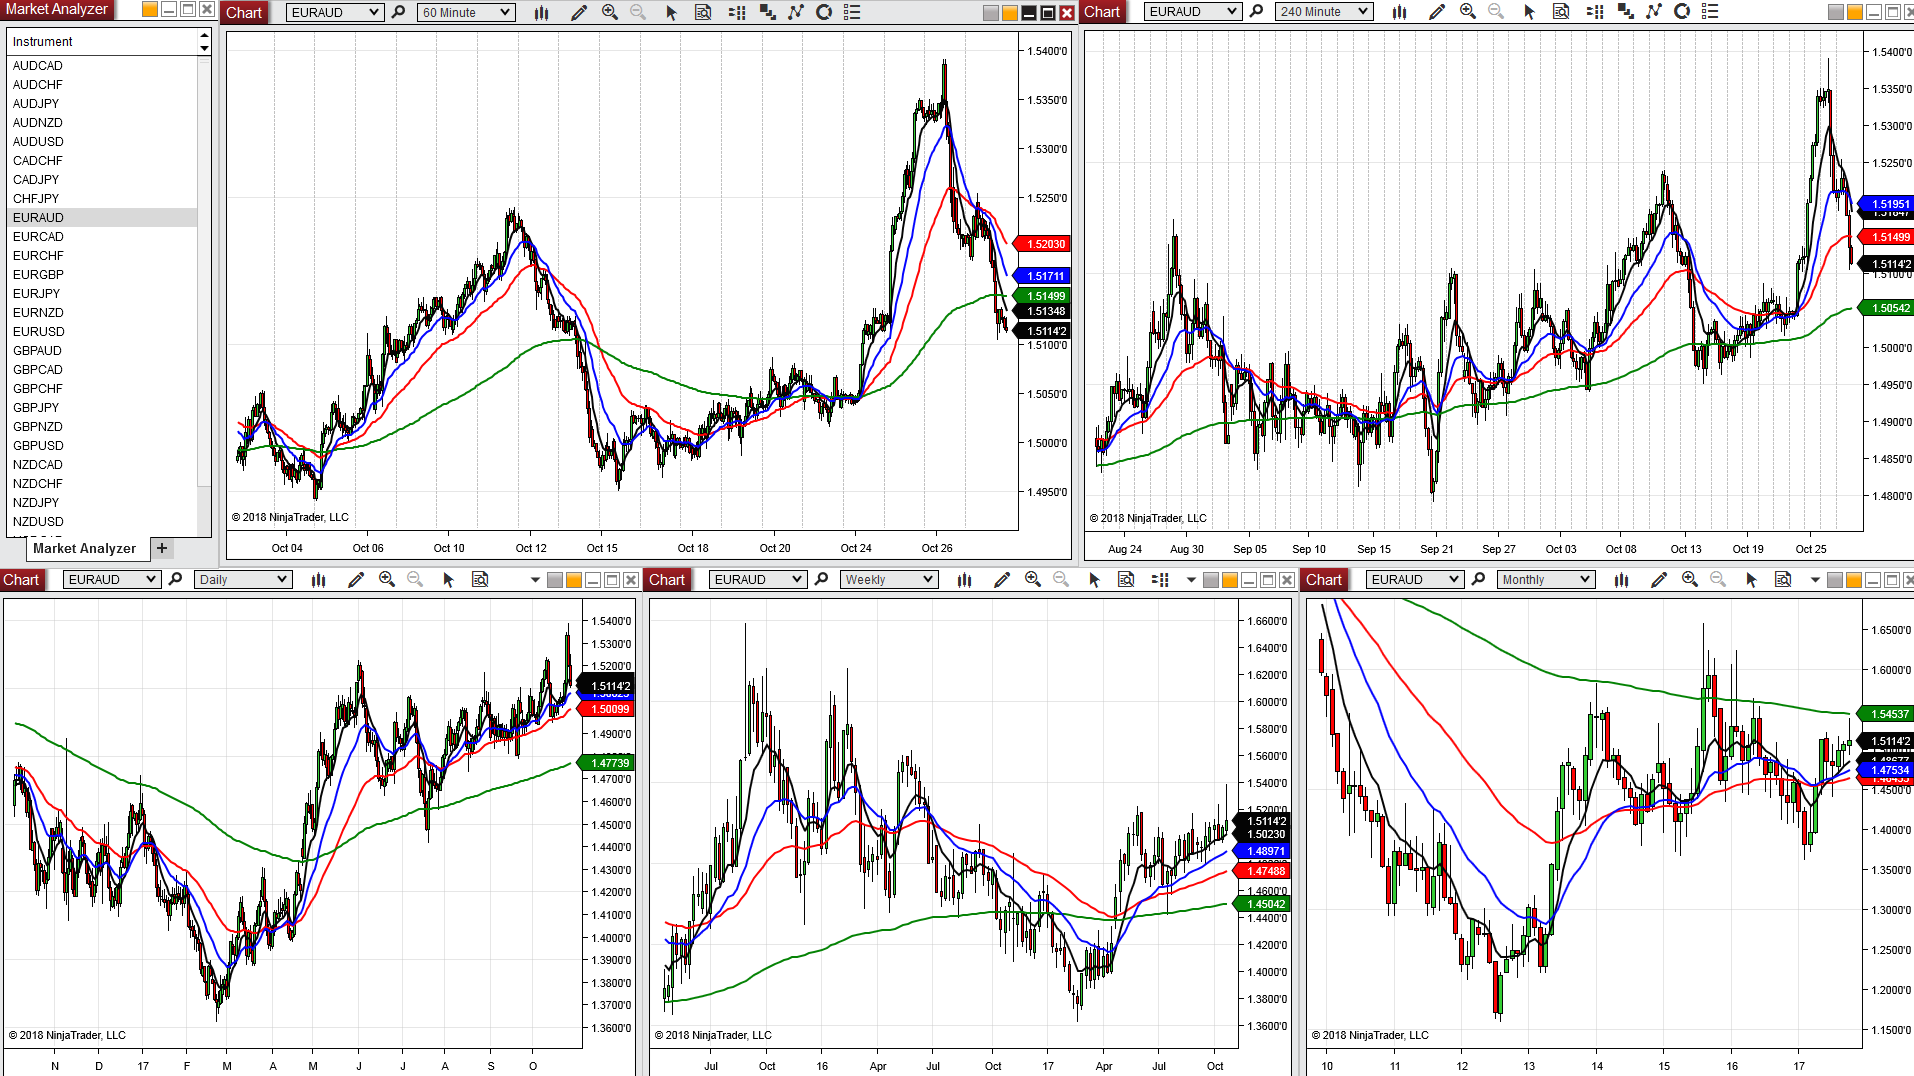 Market Analyzer
Instrument
AUDCAD
AUDCHF
AUDJPY
AUDNZD
AUDUSD
CADCHF
CADJPY
CHFJPY
EURAUD
EURCAD
EURCHF
EURGBP
EURJPY
EURNZD
EURUSD
GBPAUD
GBPCAD
GBPCHF
GBPJPY
GBPNZD
GBPUSD
NZDCAD
NZDCHF
NZDJPY
NZDUSD
Market Analyzer +
Chart EURAUD 60 Minute
1.5400'0
1.5350'0
1.5300'0
1.5250'0
1.52030
1.51711
1.51499
1.51348
1.5114'2
1.5100'0
1.5050'0
1.5000'0
1.4950'0
© 2018 NinjaTrader, LLC
Oct 04 Oct 06 Oct 10 Oct 12 Oct 15 Oct 18 Oct 20 Oct 24 Oct 26
Chart EURAUD 240 Minute
1.5400'0
1.5350'0
1.5300'0
1.5250'0
1.51951
1.51499
1.5114'2
1.5100'0
1.50542
1.5000'0
1.4950'0
1.4900'0
1.4850'0
1.4800'0
© 2018 NinjaTrader, LLC
Aug 24 Aug 30 Sep 05 Sep 10 Sep 15 Sep 21 Sep 27 Oct 03 Oct 08 Oct 13 Oct 19 Oct 25
Chart EURAUD Daily
1.5400'0
1.5300'0
1.5200'0
1.5114'2
1.50099
1.4900'0
1.47739
1.4700'0
1.4600'0
1.4500'0
1.4400'0
1.4300'0
1.4200'0
1.4100'0
1.4000'0
1.3900'0
1.3800'0
1.3700'0
1.3600'0
© 2018 NinjaTrader, LLC
N D 17 F M A M J J A S O
Chart EURAUD Weekly
1.6600'0
1.6400'0
1.6200'0
1.6000'0
1.5800'0
1.5600'0
1.5400'0
1.5200'0
1.5114'2
1.50230
1.48971
1.47488
1.4600'0
1.45042
1.4400'0
1.4200'0
1.4000'0
1.3800'0
1.3600'0
© 2018 NinjaTrader, LLC
Jul Oct 16 Apr Jul Oct 17 Apr Jul Oct
Chart EURAUD Monthly
1.6500'0
1.6000'0
1.54537
1.5114'2
1.47534
1.4500'0
1.4000'0
1.3500'0
1.3000'0
1.2500'0
1.2000'0
1.1500'0
© 2018 NinjaTrader, LLC
10 11 12 13 14 15 16 17